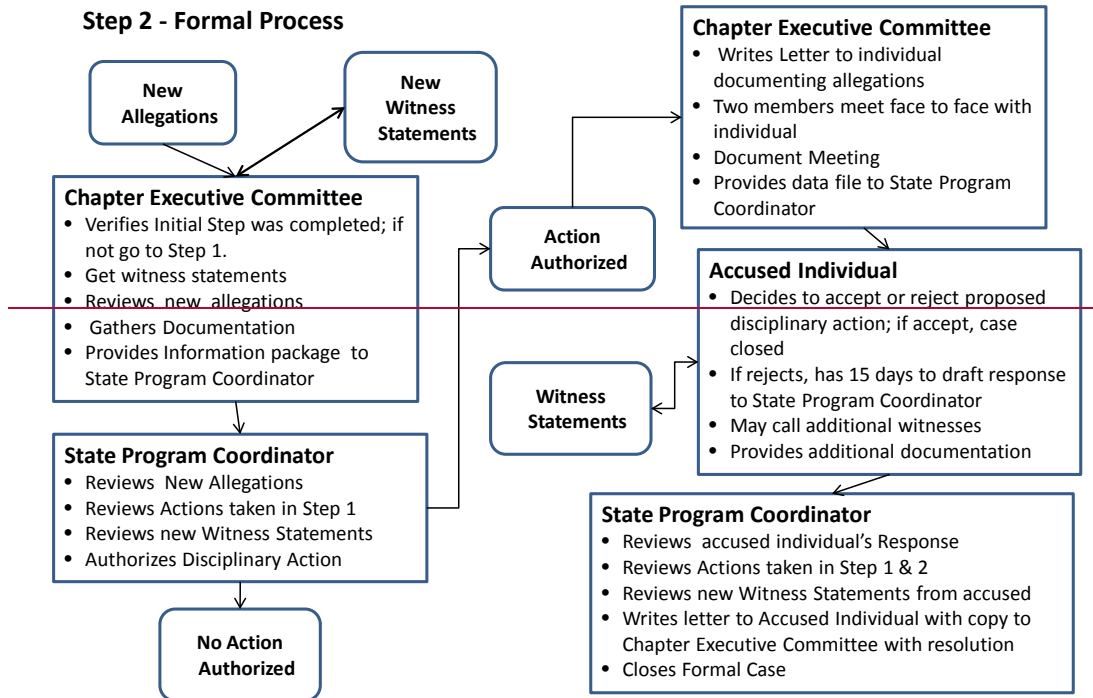 Step 2 - Formal Process
New
Allegations
New
Witness
Statements
Chapter Executive Committee
• Verifies Initial Step was completed; if
not go to Step 1.
• Get witness statements
• Reviews new allegations
• Gathers Documentation
• Provides Information package to
State Program Coordinator
State Program Coordinator
• Reviews New Allegations
• Reviews Actions taken in Step 1
• Reviews new Witness Statements
• Authorizes Disciplinary Action
No Action
Authorized
Action
Authorized
Chapter Executive Committee
• Writes Letter to individual
documenting allegations
• Two members meet face to face with
individual
• Document Meeting
• Provides data file to State Program
Coordinator
Accused Individual
• Decides to accept or reject proposed
disciplinary action; if accept, case
closed
• If rejects, has 15 days to draft response
to State Program Coordinator
• May call additional witnesses
• Provides additional documentation
Witness
Statements
State Program Coordinator
• Reviews accused individual’s Response
• Reviews Actions taken in Step 1 & 2
• Reviews new Witness Statements from accused
• Writes letter to Accused Individual with copy to
Chapter Executive Committee with resolution
• Closes Formal Case